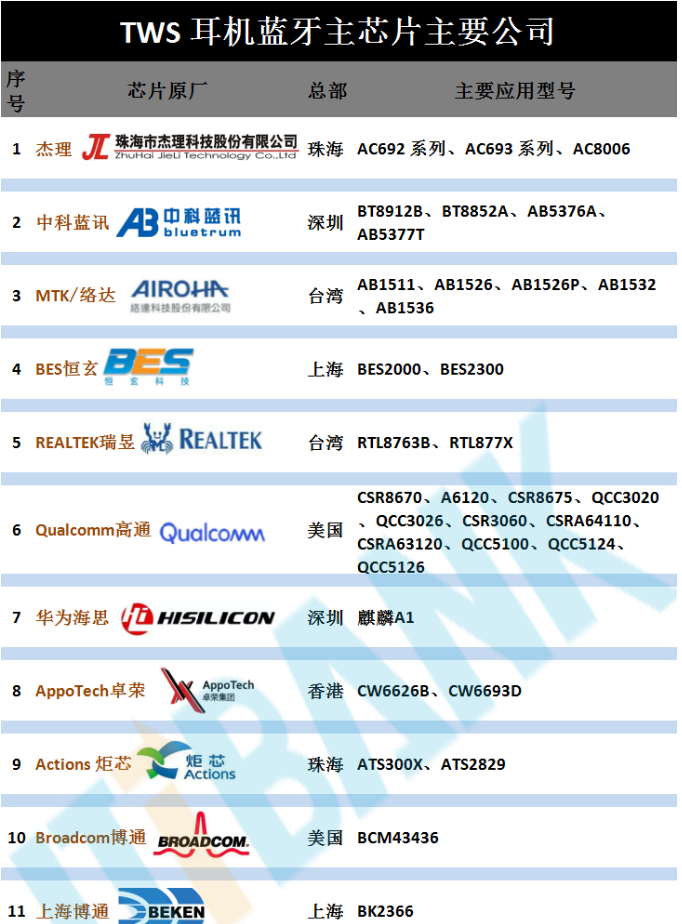 TWS 耳机蓝牙主芯片主要公司
序号 芯片原厂 总部 主要应用型号
1 杰理 JL 珠海市杰理科技股份有限公司 珠海 AC692 系列、AC693 系列、AC8006
ZhuHai JieLi Technology Co.,Ltd
2 中科蓝讯 AB 中科蓝讯 深圳 BT8912B、BT8852A、AB5376A、
bluetrum AB5377T
3 MTK/络达 AIROHA 台湾 AB1511、AB1526、AB1526P、AB1532
絡達科技股份有限公司 、AB1536
4 BES恒玄 BES 上海 BES2000、BES2300
恒玄科技
5 REALTEK瑞昱 REALTEK 台湾 RTL8763B、RTL877X
6 Qualcomm高通 Qualcomm 美国 CSR8670、A6120、CSR8675、QCC3020
、QCC3026、CSR3060、CSRA64110、
CSRA63120、QCC5100、QCC5124、
QCC5126
7 华为海思 Hi HISILICON 深圳 麒麟A1
8 AppoTech卓荣 AppoTech 香港 CW6626B、CW6693D
卓荣集团
9 Actions 炬芯 炬芯 珠海 ATS300X、ATS2829
Actions
10 Broadcom博通 BROADCOM. 美国 BCM43436
11 上海博通 BEKEN 上海 BK2366
ITiBANK